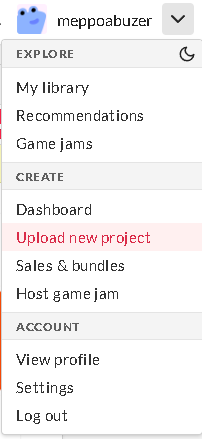 meppoabuzer
EXPLORE
My library
Recommendations
Game jams
CREATE
Dashboard
Upload new project
Sales & bundles
Host game jam
ACCOUNT
View profile
Settings
Log out